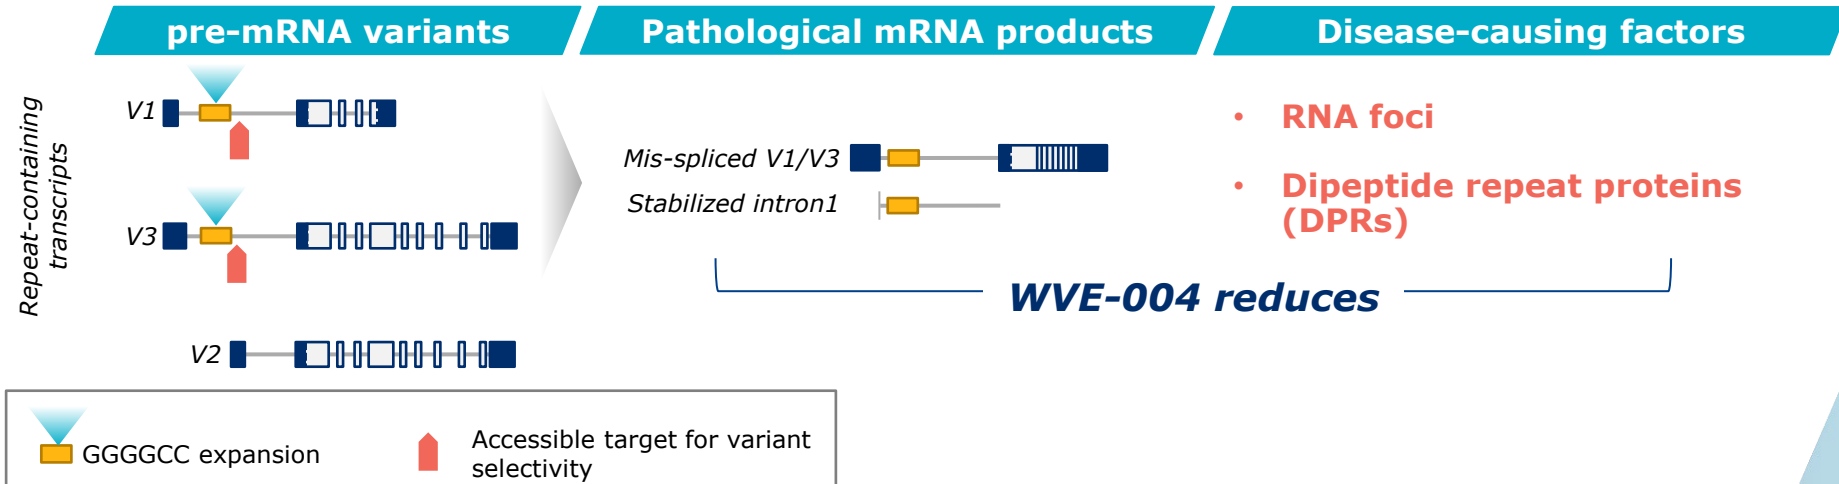 pre-mRNA variants
Pathological mRNA products
Disease-causing factors
Repeat-containing
transcripts
V1
V3
V2
Mis-spliced V1/V3
Stabilized intron1
• RNA foci
• Dipeptide repeat proteins
(DPRs)
WVE-004 reduces
GGGGCC expansion
Accessible target for variant
selectivity